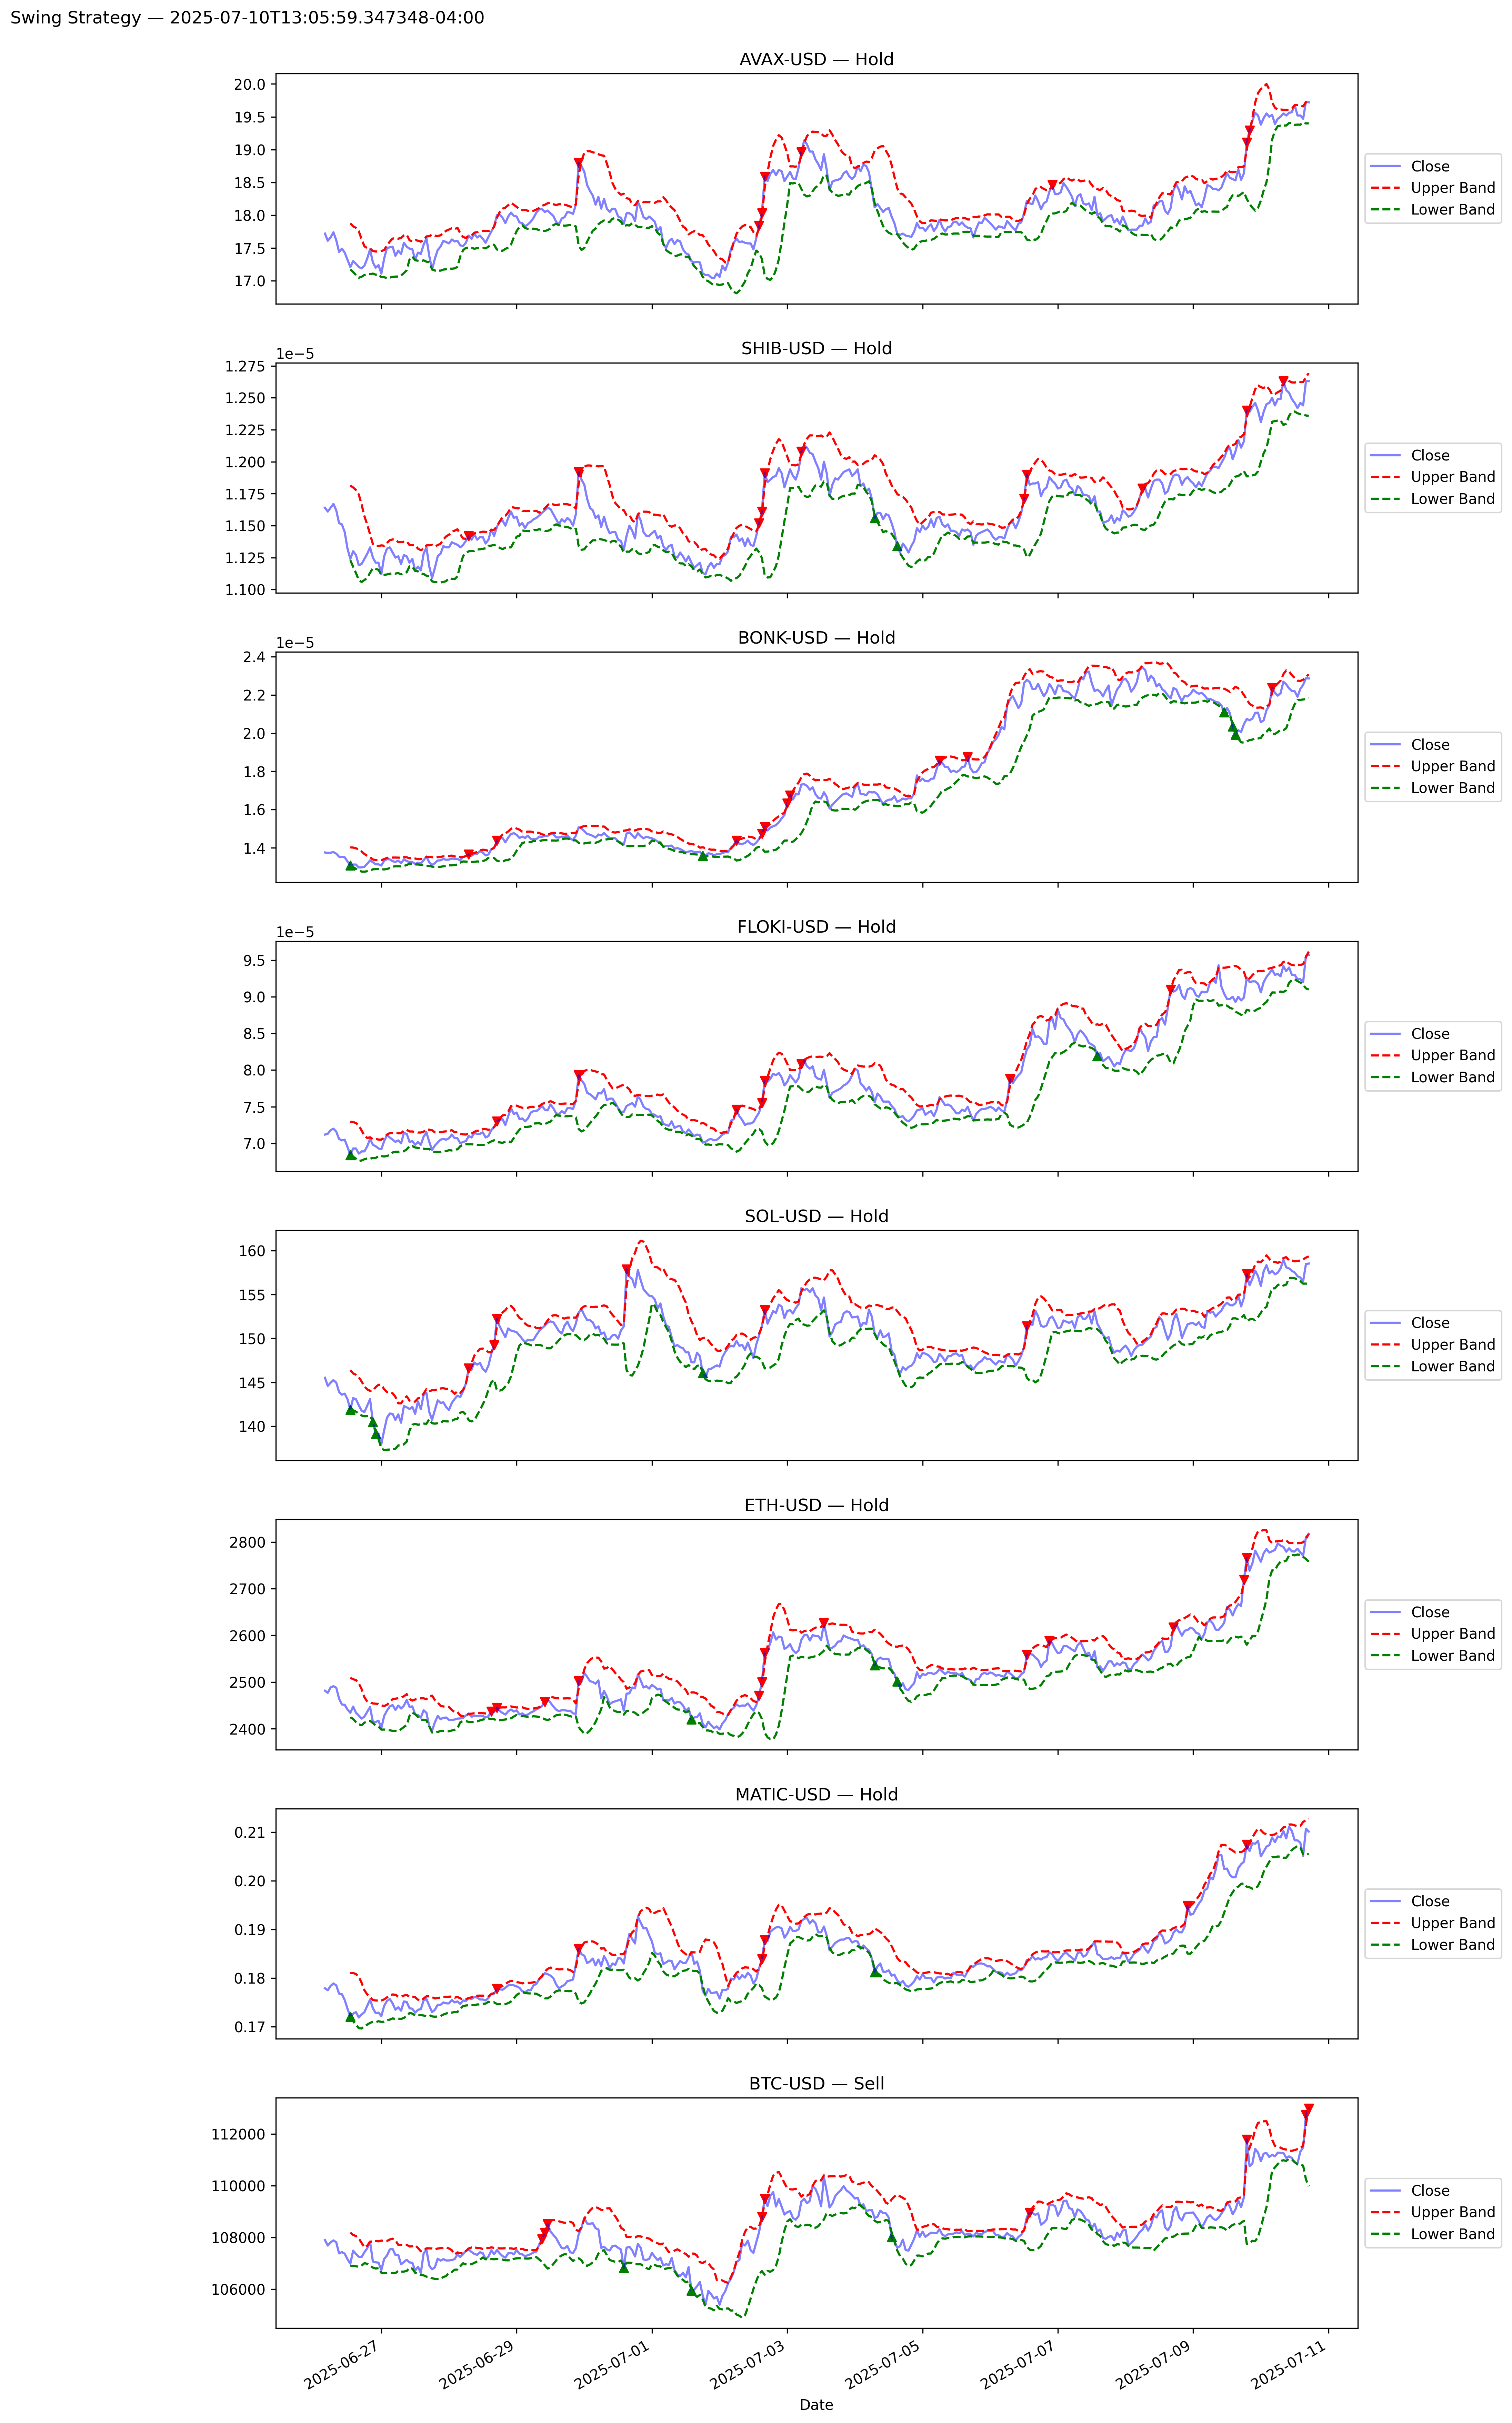 Swing Strategy — 2025-07-10T13:05:59.347348-04:00
AVAX-USD — Hold
20.0
19.5
19.0
18.5
18.0
17.5
17.0
Close
Upper Band
Lower Band
SHIB-USD — Hold
1e−5
1.275
1.250
1.225
1.200
1.175
1.150
1.125
1.100
Close
Upper Band
Lower Band
BONK-USD — Hold
1e−5
2.4
2.2
2.0
1.8
1.6
1.4
Close
Upper Band
Lower Band
FLOKI-USD — Hold
1e−5
9.5
9.0
8.5
8.0
7.5
7.0
Close
Upper Band
Lower Band
SOL-USD — Hold
160
155
150
145
140
Close
Upper Band
Lower Band
ETH-USD — Hold
2800
2700
2600
2500
2400
Close
Upper Band
Lower Band
MATIC-USD — Hold
0.21
0.20
0.19
0.18
0.17
Close
Upper Band
Lower Band
BTC-USD — Sell
112000
110000
108000
106000
Close
Upper Band
Lower Band
2025-06-27
2025-06-29
2025-07-01
2025-07-03
2025-07-05
2025-07-07
2025-07-09
2025-07-11
Date